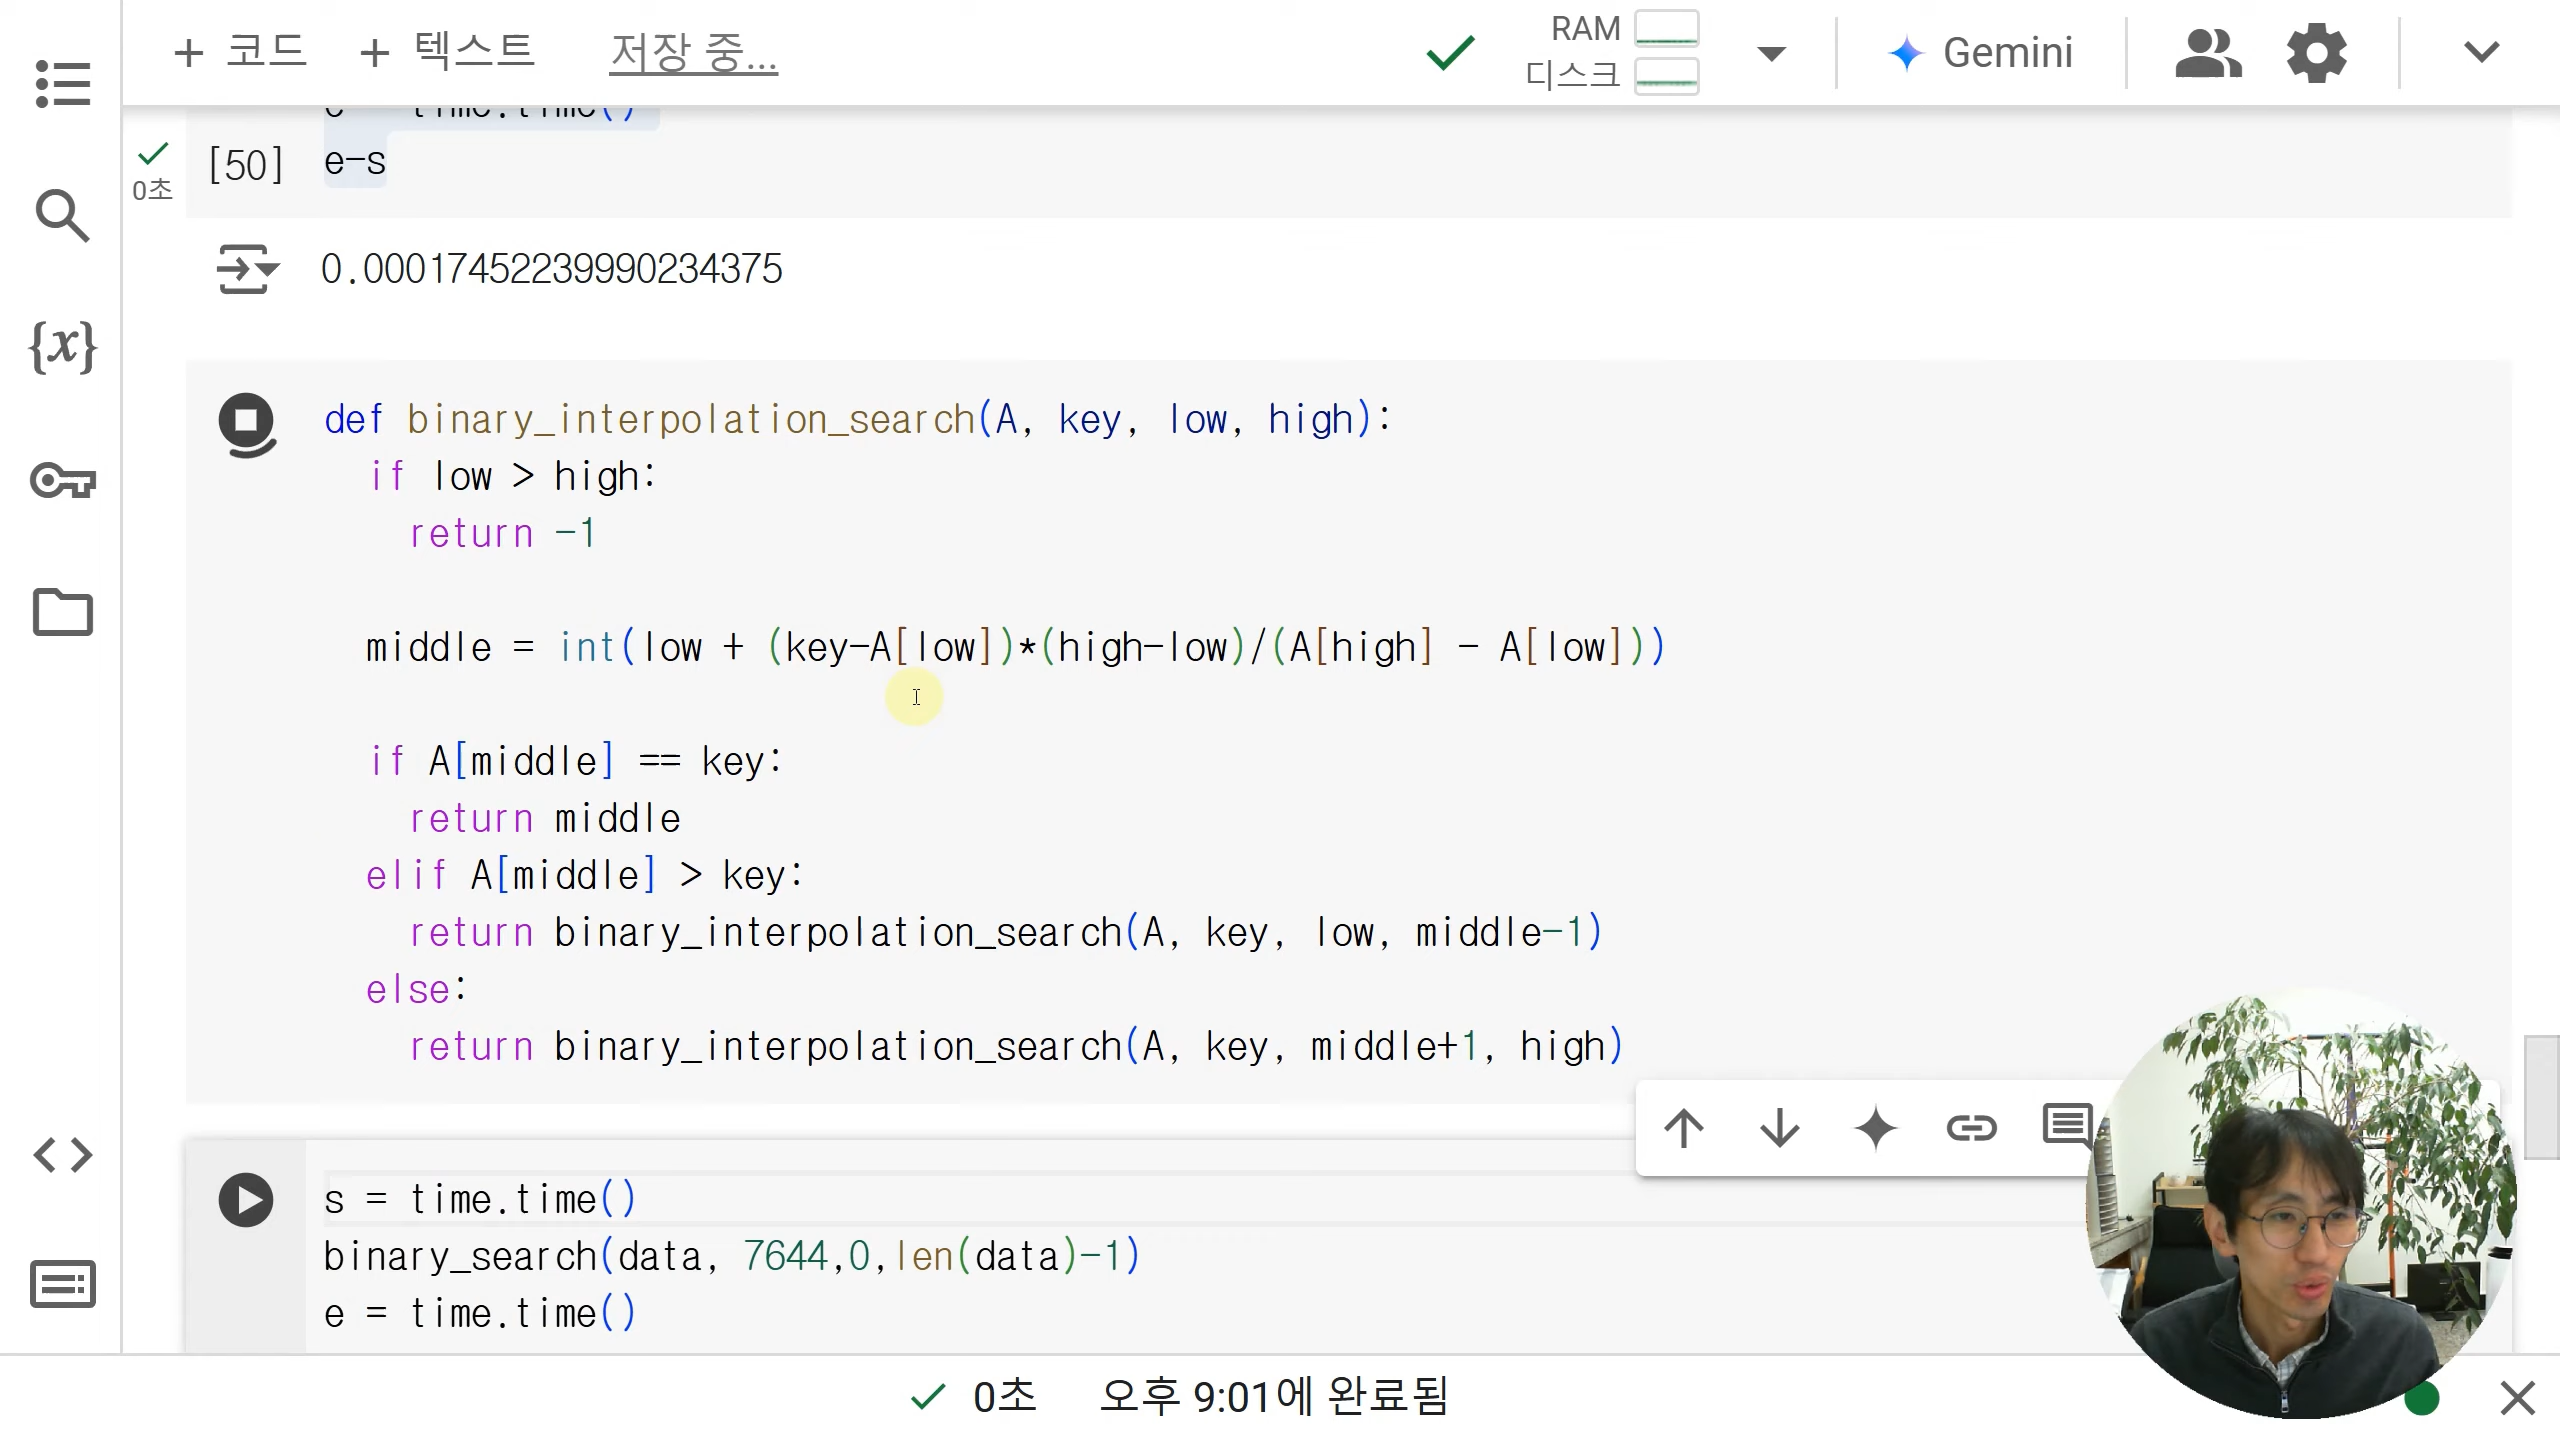 + 코드 + 텍스트 저장 중... RAM 디스크 Gemini
e = time.time()
[50] e-s
0초
0.00017452239990234375
{x}
def binary_interpolation_search(A, key, low, high):
if low > high:
return -1
middle = int(low + (key-A[low])*(high-low)/(A[high] - A[low]))
if A[middle] == key:
return middle
elif A[middle] > key:
return binary_interpolation_search(A, key, low, middle-1)
else:
return binary_interpolation_search(A, key, middle+1, high)
s = time.time()
binary_search(data, 7644,0,len(data)-1)
e = time.time()
0초 오후 9:01에 완료됨